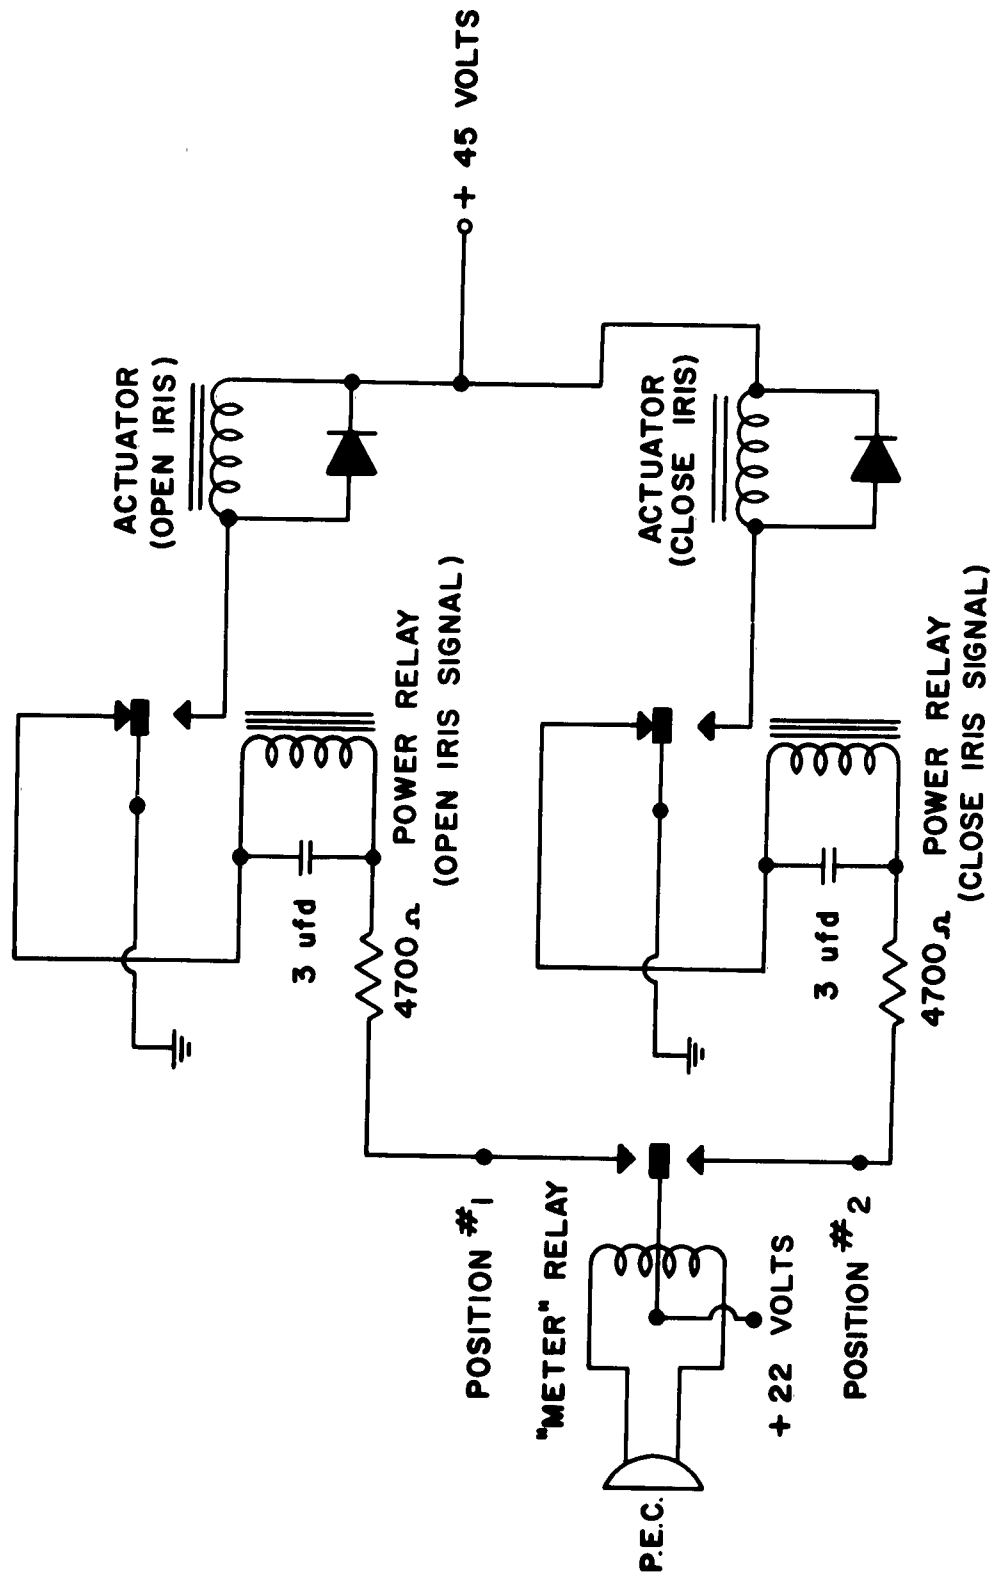 ACTUATOR
(OPEN IRIS)
+ 45 VOLTS
POWER RELAY
(OPEN IRIS SIGNAL)
3 ufd
4700Ω
POSITION #1
"METER" RELAY
P.E.C.
+22 VOLTS
POSITION #2
ACTUATOR
(CLOSE IRIS)
POWER RELAY
(CLOSE IRIS SIGNAL)
3 ufd
4700Ω